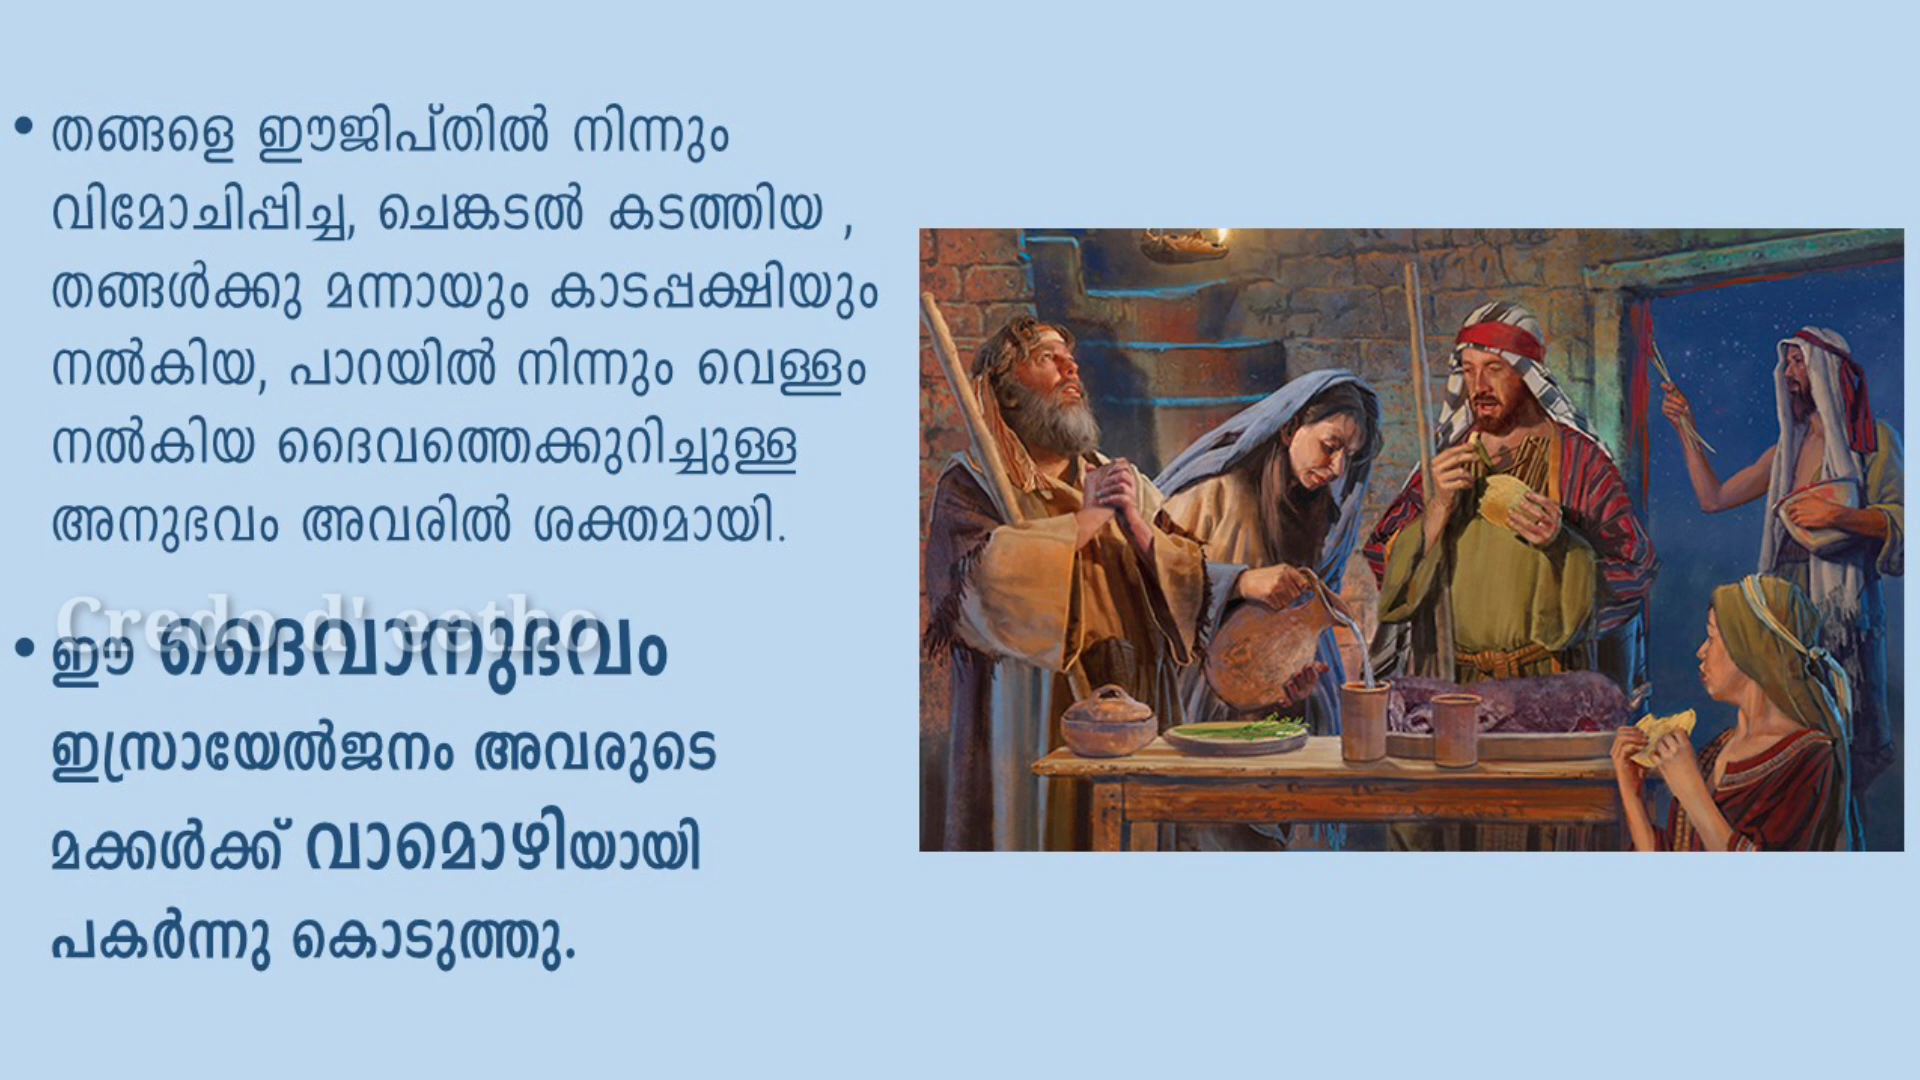 • തങ്ങളെ ഈജിപ്തിൽ നിന്നും
വിമോചിപ്പിച്ച, ചെങ്കടൽ കടത്തിയ ,
തങ്ങൾക്കു മന്നായും കാടപ്പക്ഷിയും
നൽകിയ, പാറയിൽ നിന്നും വെള്ളം
നൽകിയ ദൈവത്തെക്കുറിച്ചുള്ള
അനുഭവം അവരിൽ ശക്തമായി.
Credo d' eetho
• ഈ ദൈവാനുഭവം
ഇസ്രായേൽജനം അവരുടെ
മക്കൾക്ക് വാമൊഴിയായി
പകർന്നു കൊടുത്തു.